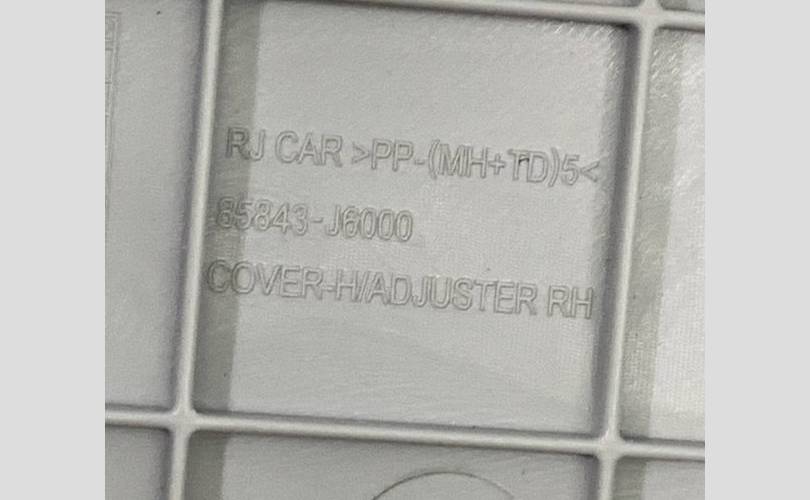 RJ CAR >PP-(MH+TD)5<
85843-J6000
COVER-H/ADJUSTER RH